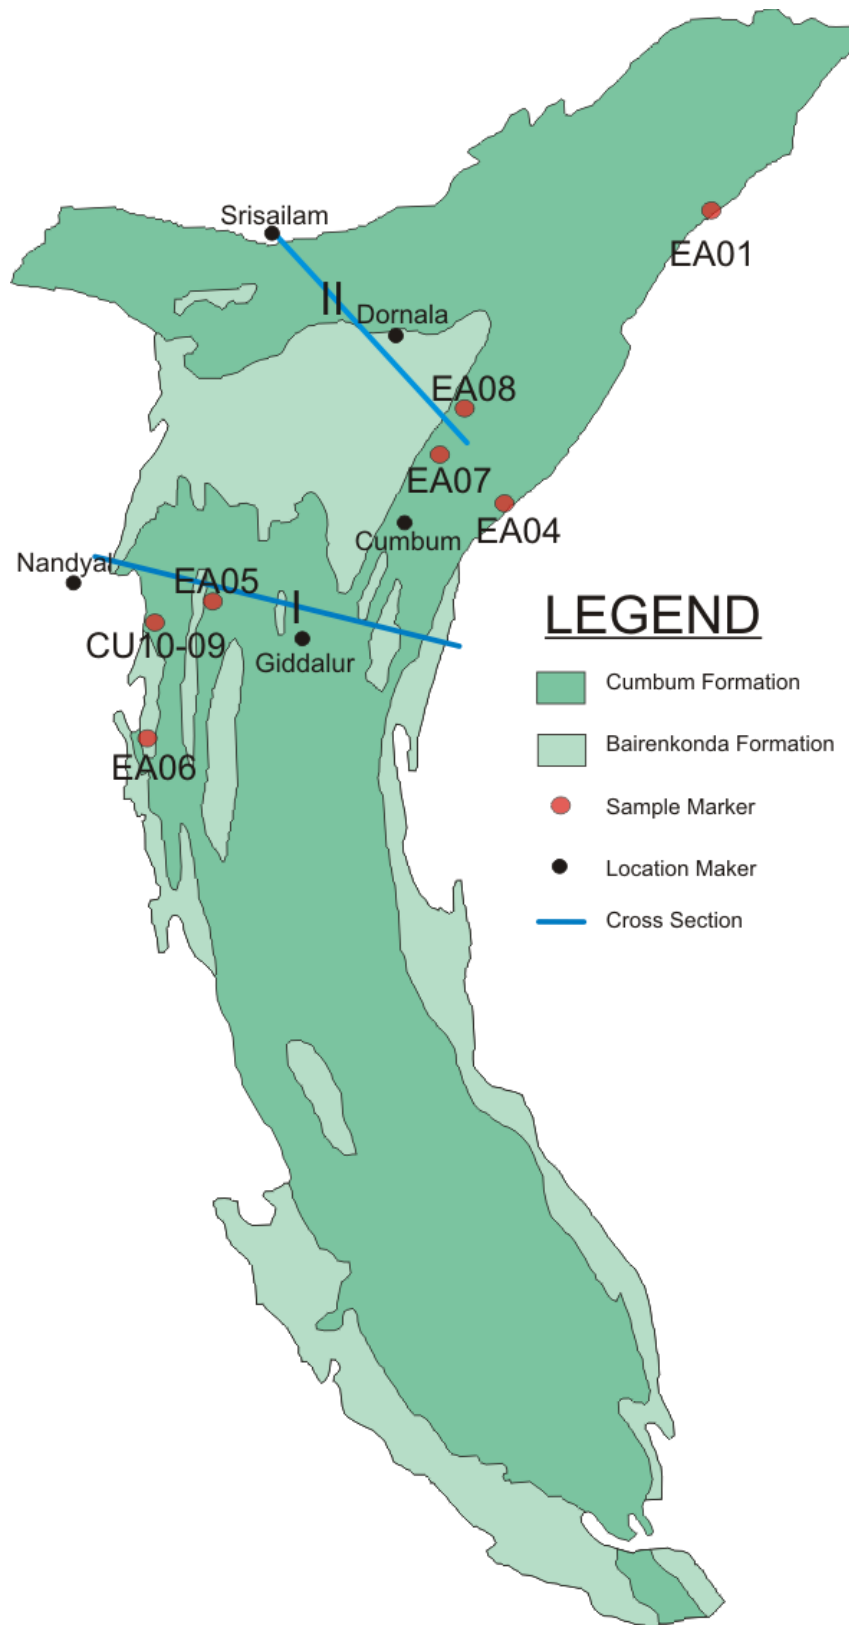 Srisailam
EA01
II
Dornala
EA08
EA07
EA04
Cumbum
Nandyal
EA05
I
CU10-09
Giddalur
EA06
LEGEND
Cumbum Formation
Bairenkonda Formation
Sample Marker
Location Maker
Cross Section